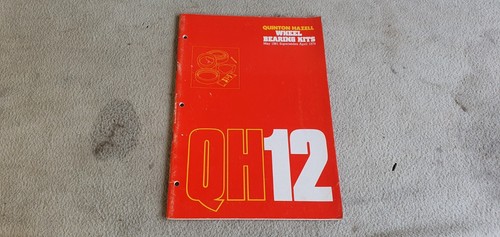 QUINTON HAZELL
WHEEL
BEARING KITS
QH12